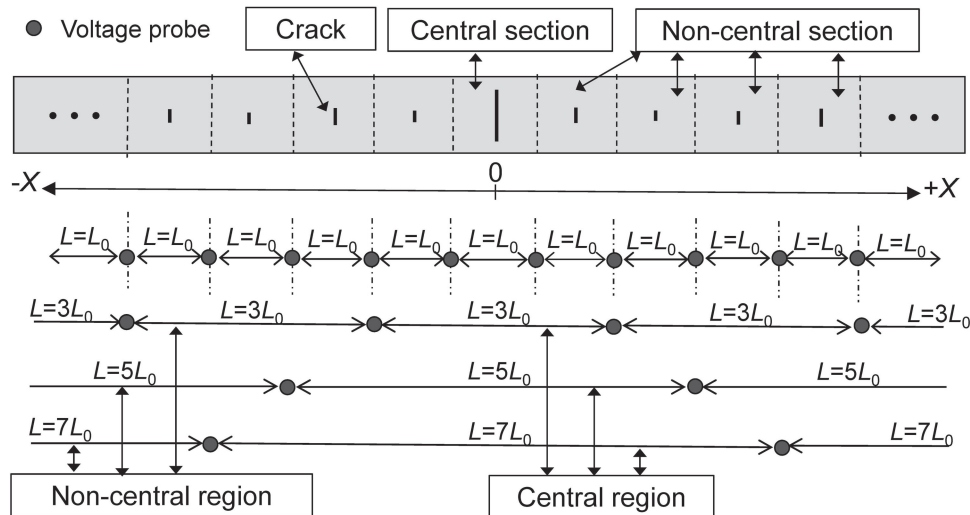 Voltage probe
Crack
Central section
Non-central section
-X
0
+X
L=L₀ L=L₀ L=L₀ L=L₀ L=L₀ L=L₀ L=L₀ L=L₀ L=L₀ L=L₀ L=L₀
L=3L₀ L=3L₀ L=3L₀ L=3L₀ L=3L₀
L=5L₀ L=5L₀ L=5L₀
L=7L₀ L=7L₀ L=7L₀
Non-central region
Central region